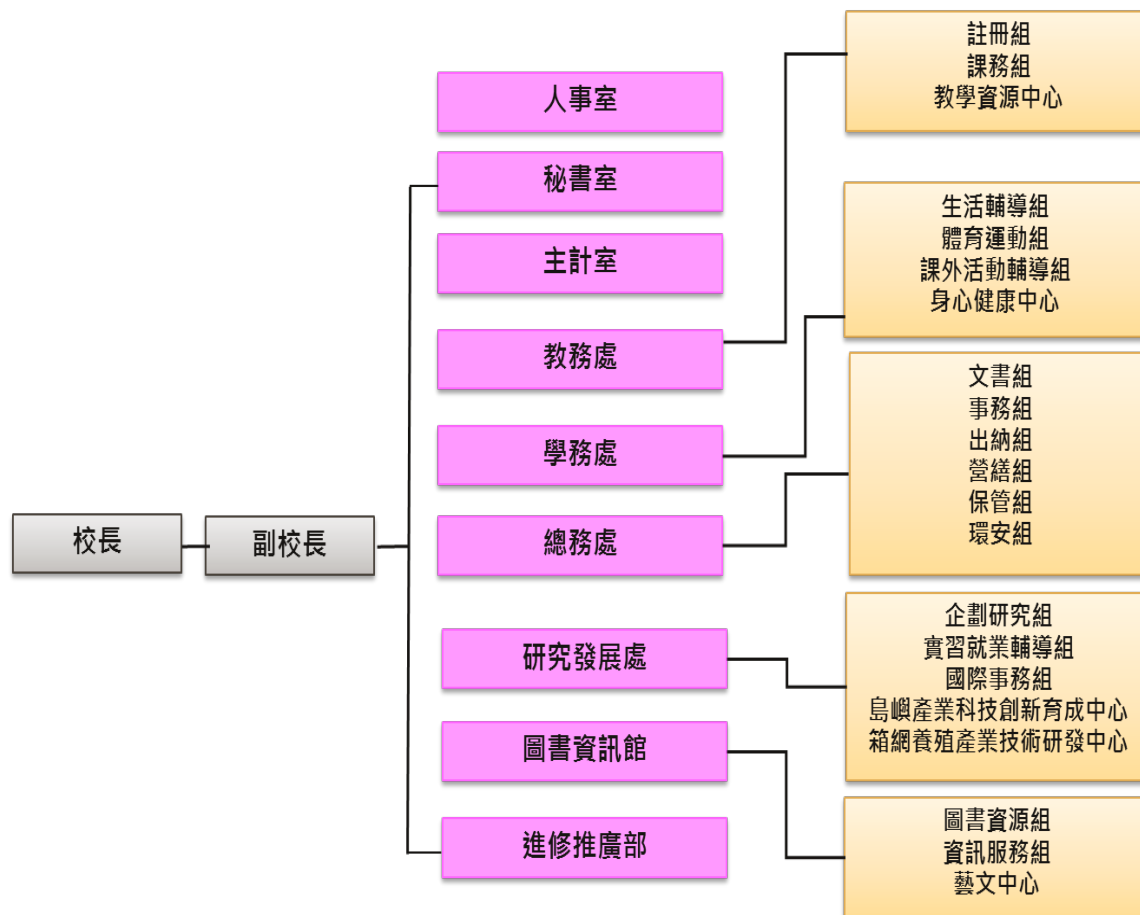 校長
副校長
人事室
秘書室
主計室
教務處
學務處
總務處
研究發展處
圖書資訊館
進修推廣部
註冊組
課務組
教學資源中心
生活輔導組
體育運動組
課外活動輔導組
身心健康中心
文書組
事務組
出納組
營繕組
保管組
環安組
企劃研究組
實習就業輔導組
國際事務組
島嶼產業科技創新育成中心
箱網養殖產業技術研發中心
圖書資源組
資訊服務組
藝文中心